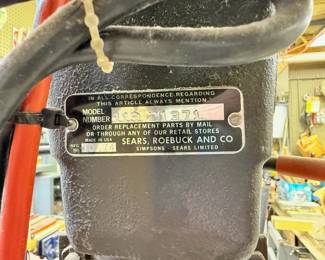 IN ALL CORRESPONDENCE REGARDING
THIS ARTICLE ALWAYS MENTION
MODEL
NUMBER
ORDER REPLACEMENT PARTS BY MAIL
OR THROUGH ANY OF OUR RETAIL STORES
MADE IN USA SEARS, ROEBUCK AND CO
SIMPSONS - SEARS LIMITED